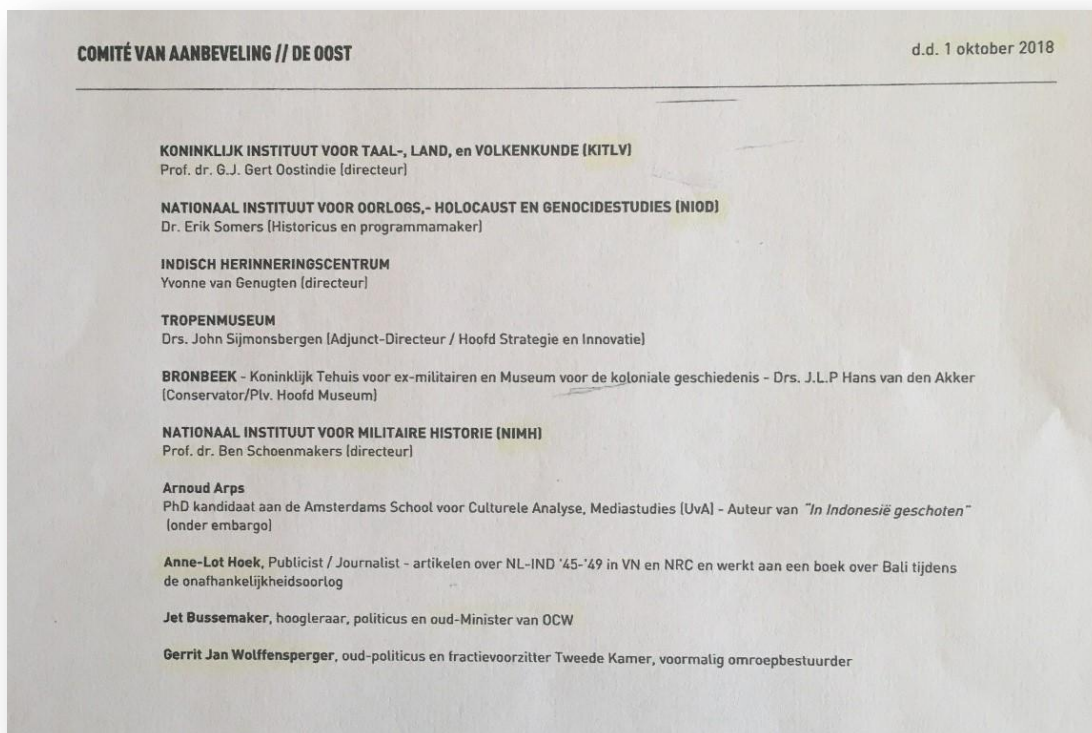 COMITÉ VAN AANBEVELING // DE OOST
d.d. 1 oktober 2018
KONINKLIJK INSTITUUT VOOR TAAL-, LAND, en VOLKENKUNDE (KITLV)
Prof. dr. G.J. Gert Oostindie (directeur)
NATIONAAL INSTITUUT VOOR OORLOGS,- HOLOCAUST EN GENOCIDESTUDIES (NIOD)
Dr. Erik Somers (Historicus en programmamaker)
INDISCH HERINNERINGSCENTRUM
Yvonne van Genugten (directeur)
TROPENMUSEUM
Drs. John Sijmonsbergen (Adjunct-Directeur / Hoofd Strategie en Innovatie)
BRONBEEK - Koninklijk Tehuis voor ex-militairen en Museum voor de koloniale geschiedenis - Drs. J.L.P Hans van den Akker
(Conservator/Plv. Hoofd Museum)
NATIONAAL INSTITUUT VOOR MILITAIRE HISTORIE (NIMH)
Prof. dr. Ben Schoenmakers (directeur)
Arnoud Arps
PhD kandidaat aan de Amsterdams School voor Culturele Analyse, Mediastudies (UvA) - Auteur van "In Indonesië geschoten"
(onder embargo)
Anne-Lot Hoek, Publicist / Journalist - artikelen over NL-IND '45-'49 in VN en NRC en werkt aan een boek over Bali tijdens
de onafhankelijkheidsoorlog
Jet Bussemaker, hoogleraar, politicus en oud-Minister van OCW
Gerrit Jan Wolffensperger, oud-politicus en fractievoorzitter Tweede Kamer, voormalig omroepbestuurder